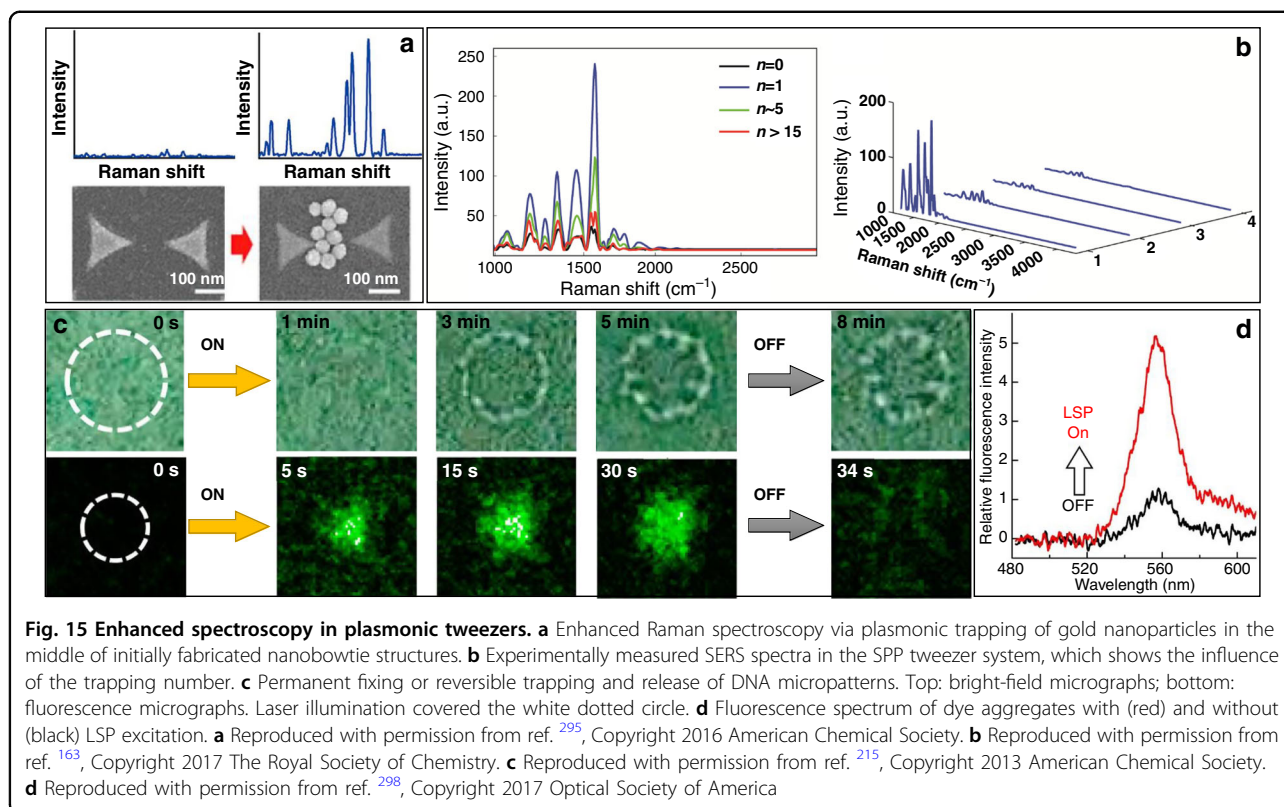 a
Intensity
Intensity
Raman shift
Raman shift
100 nm
100 nm
b
Intensity (a.u.)
250
200
150
100
50
1000
1500
2000
2500
Raman shift (cm−1)
n=0
n=1
n~5
n > 15
Intensity (a.u.)
200
100
0
1000
1500
2000
2500
3000
3500
4000
Raman shift (cm−1)
1
2
3
4
c
0 s
ON
1 min
3 min
5 min
OFF
8 min
0 s
ON
5 s
15 s
30 s
OFF
34 s
d
Relative fluorescence intensity
5
4
3
2
1
0
LSP
On
OFF
480
520
560
600
Wavelength (nm)
Fig. 15 Enhanced spectroscopy in plasmonic tweezers. a Enhanced Raman spectroscopy via plasmonic trapping of gold nanoparticles in the
middle of initially fabricated nanobowtie structures. b Experimentally measured SERS spectra in the SPP tweezer system, which shows the influence
of the trapping number. c Permanent fixing or reversible trapping and release of DNA micropatterns. Top: bright-field micrographs; bottom:
fluorescence micrographs. Laser illumination covered the white dotted circle. d Fluorescence spectrum of dye aggregates with (red) and without
(black) LSP excitation. a Reproduced with permission from ref. 295, Copyright 2016 American Chemical Society. b Reproduced with permission from
ref. 163, Copyright 2017 The Royal Society of Chemistry. c Reproduced with permission from ref. 215, Copyright 2013 American Chemical Society.
d Reproduced with permission from ref. 298, Copyright 2017 Optical Society of America